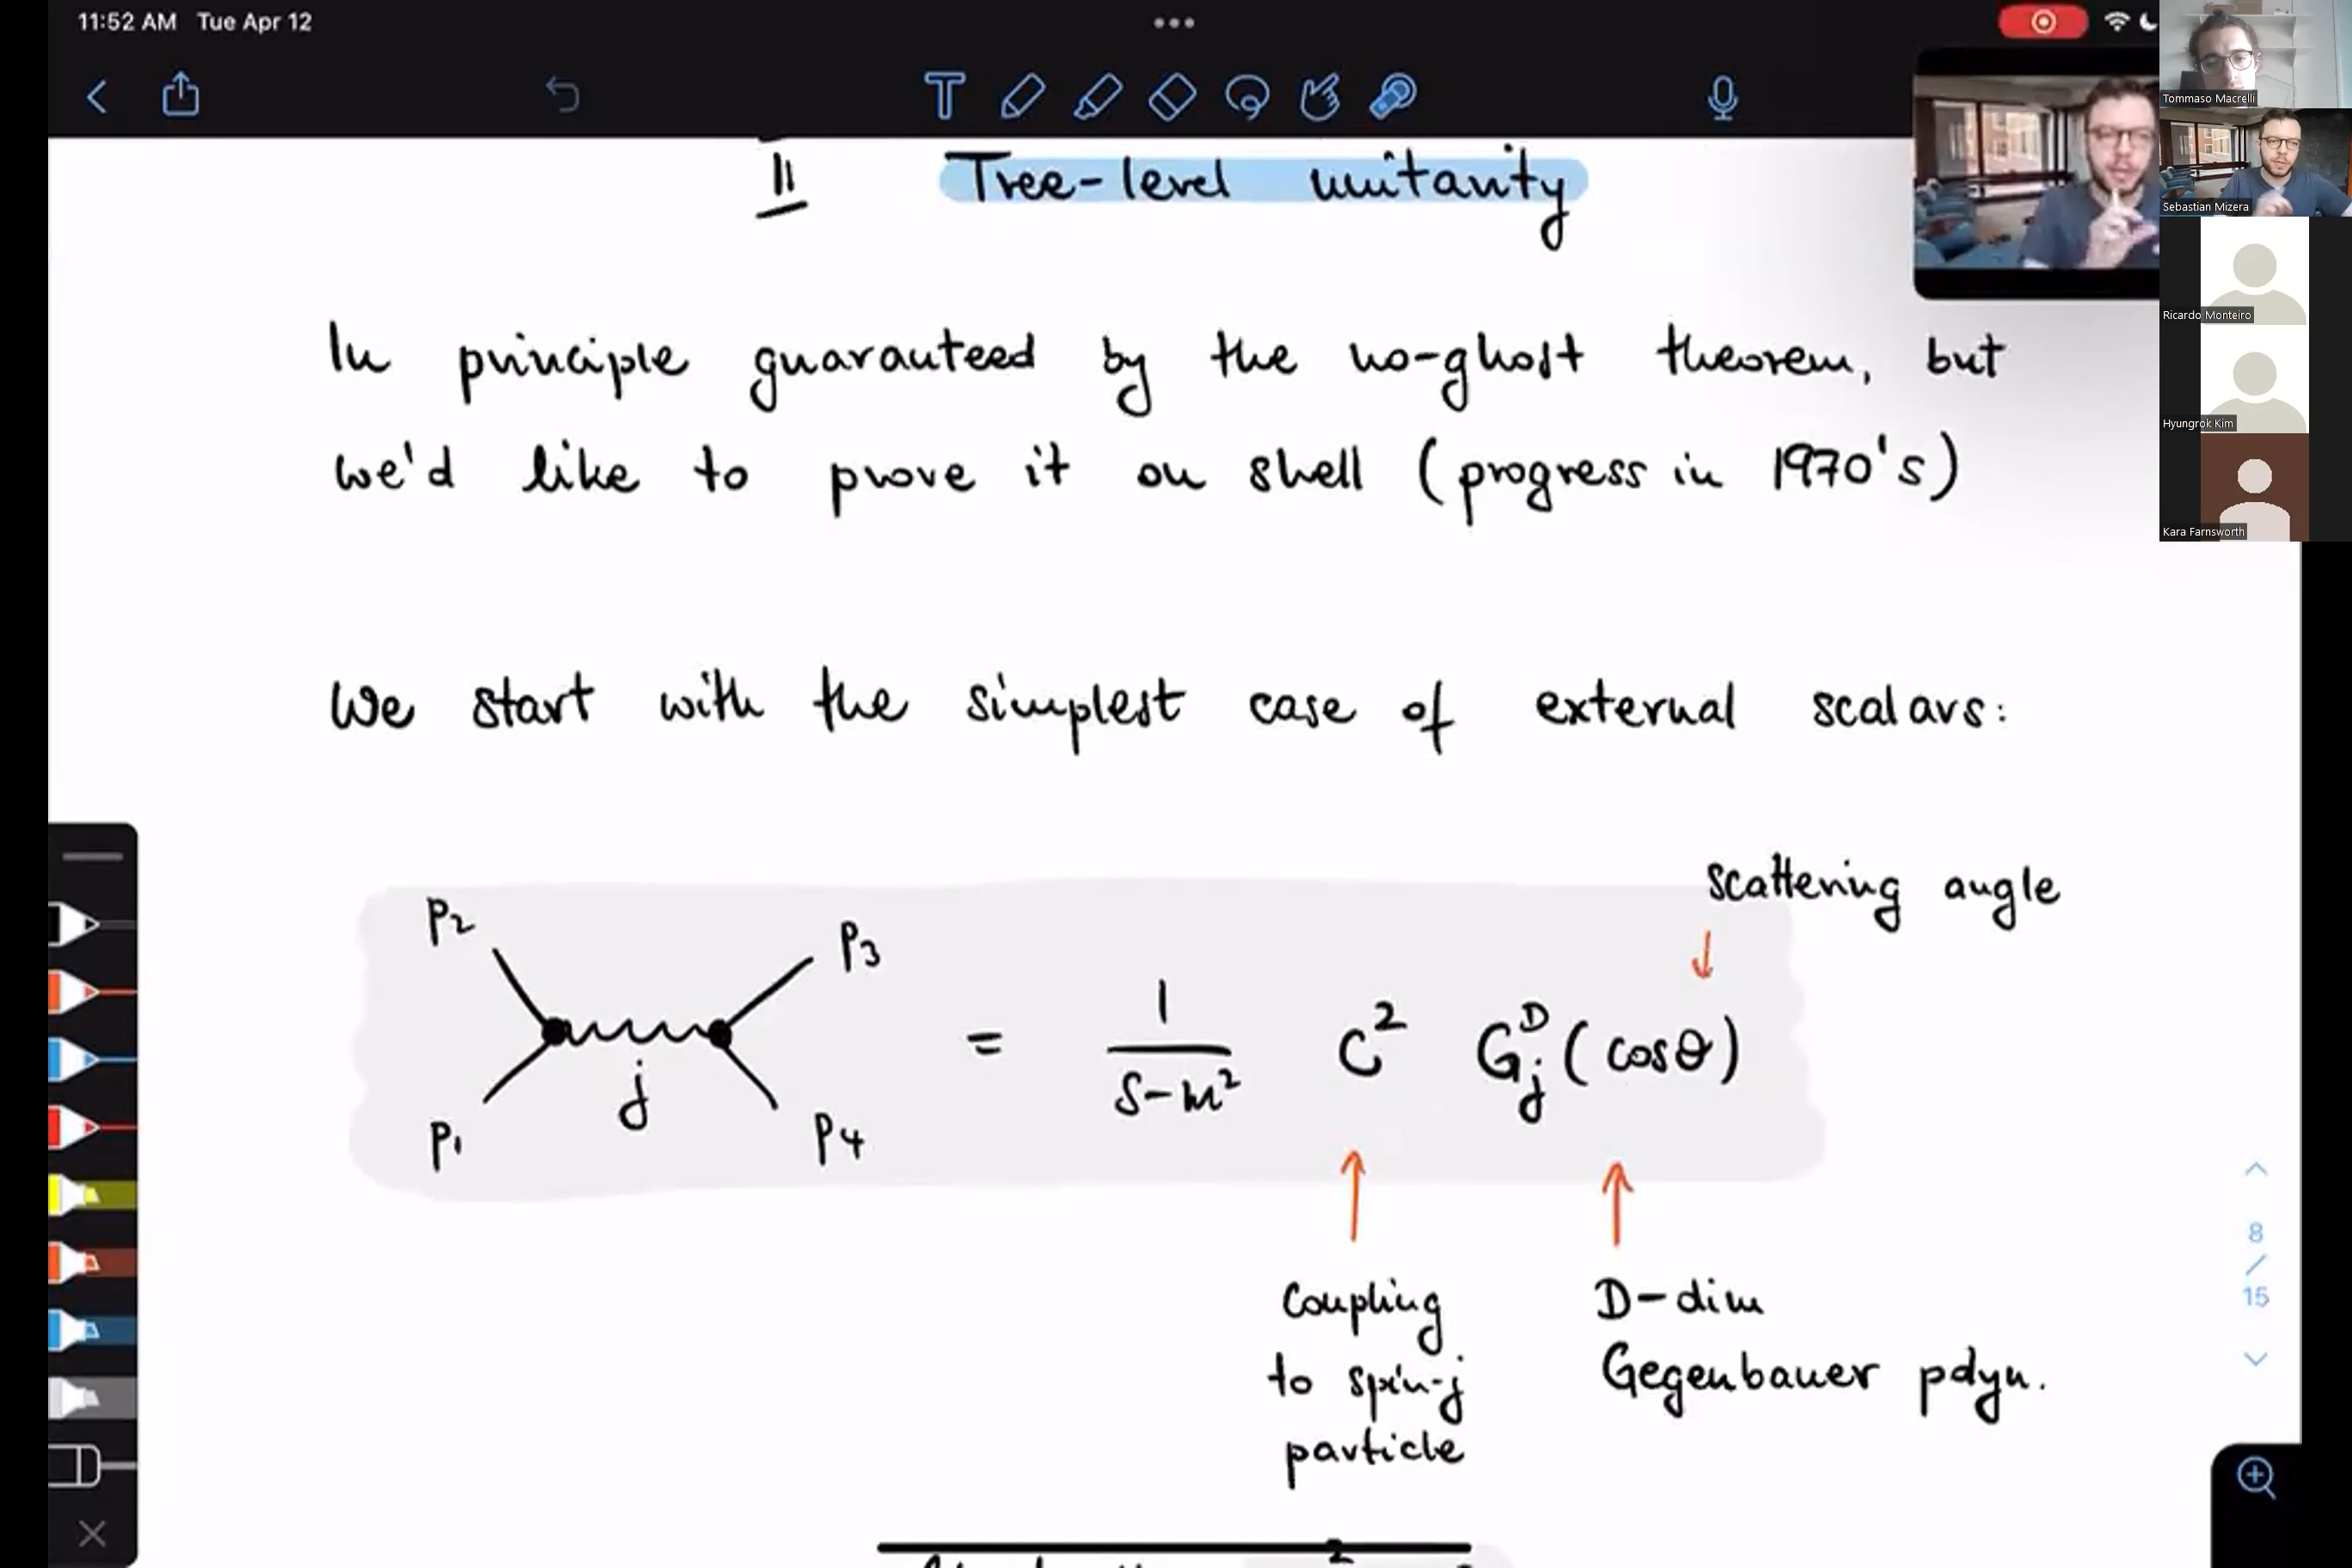 11:52 AM Tue Apr 12
Tommaso Macrelli
Sebastian Mizera
Ricardo Monteiro
Hyungrok Kim
Kara Farnsworth
II Tree-level unitarity
In principle guaranteed by the no-ghost theorem, but
we'd like to prove it on shell (progress in 1970's)
We start with the simplest case of external scalars:
scattering angle
p2 p3
j
p1 p4
= 1/(s-m²) C² G_j^D (cosθ)
Coupling
to spin-j
particle
D-dim
Gegenbauer polyn.
8
/
15